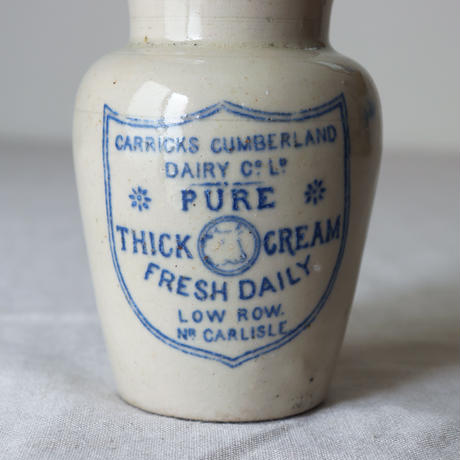 CARRICKS CUMBERLAND
DAIRY Cº Lᴰ
PURE
THICK CREAM
FRESH DAILY
LOW ROW.
Nᴿ CARLISLE